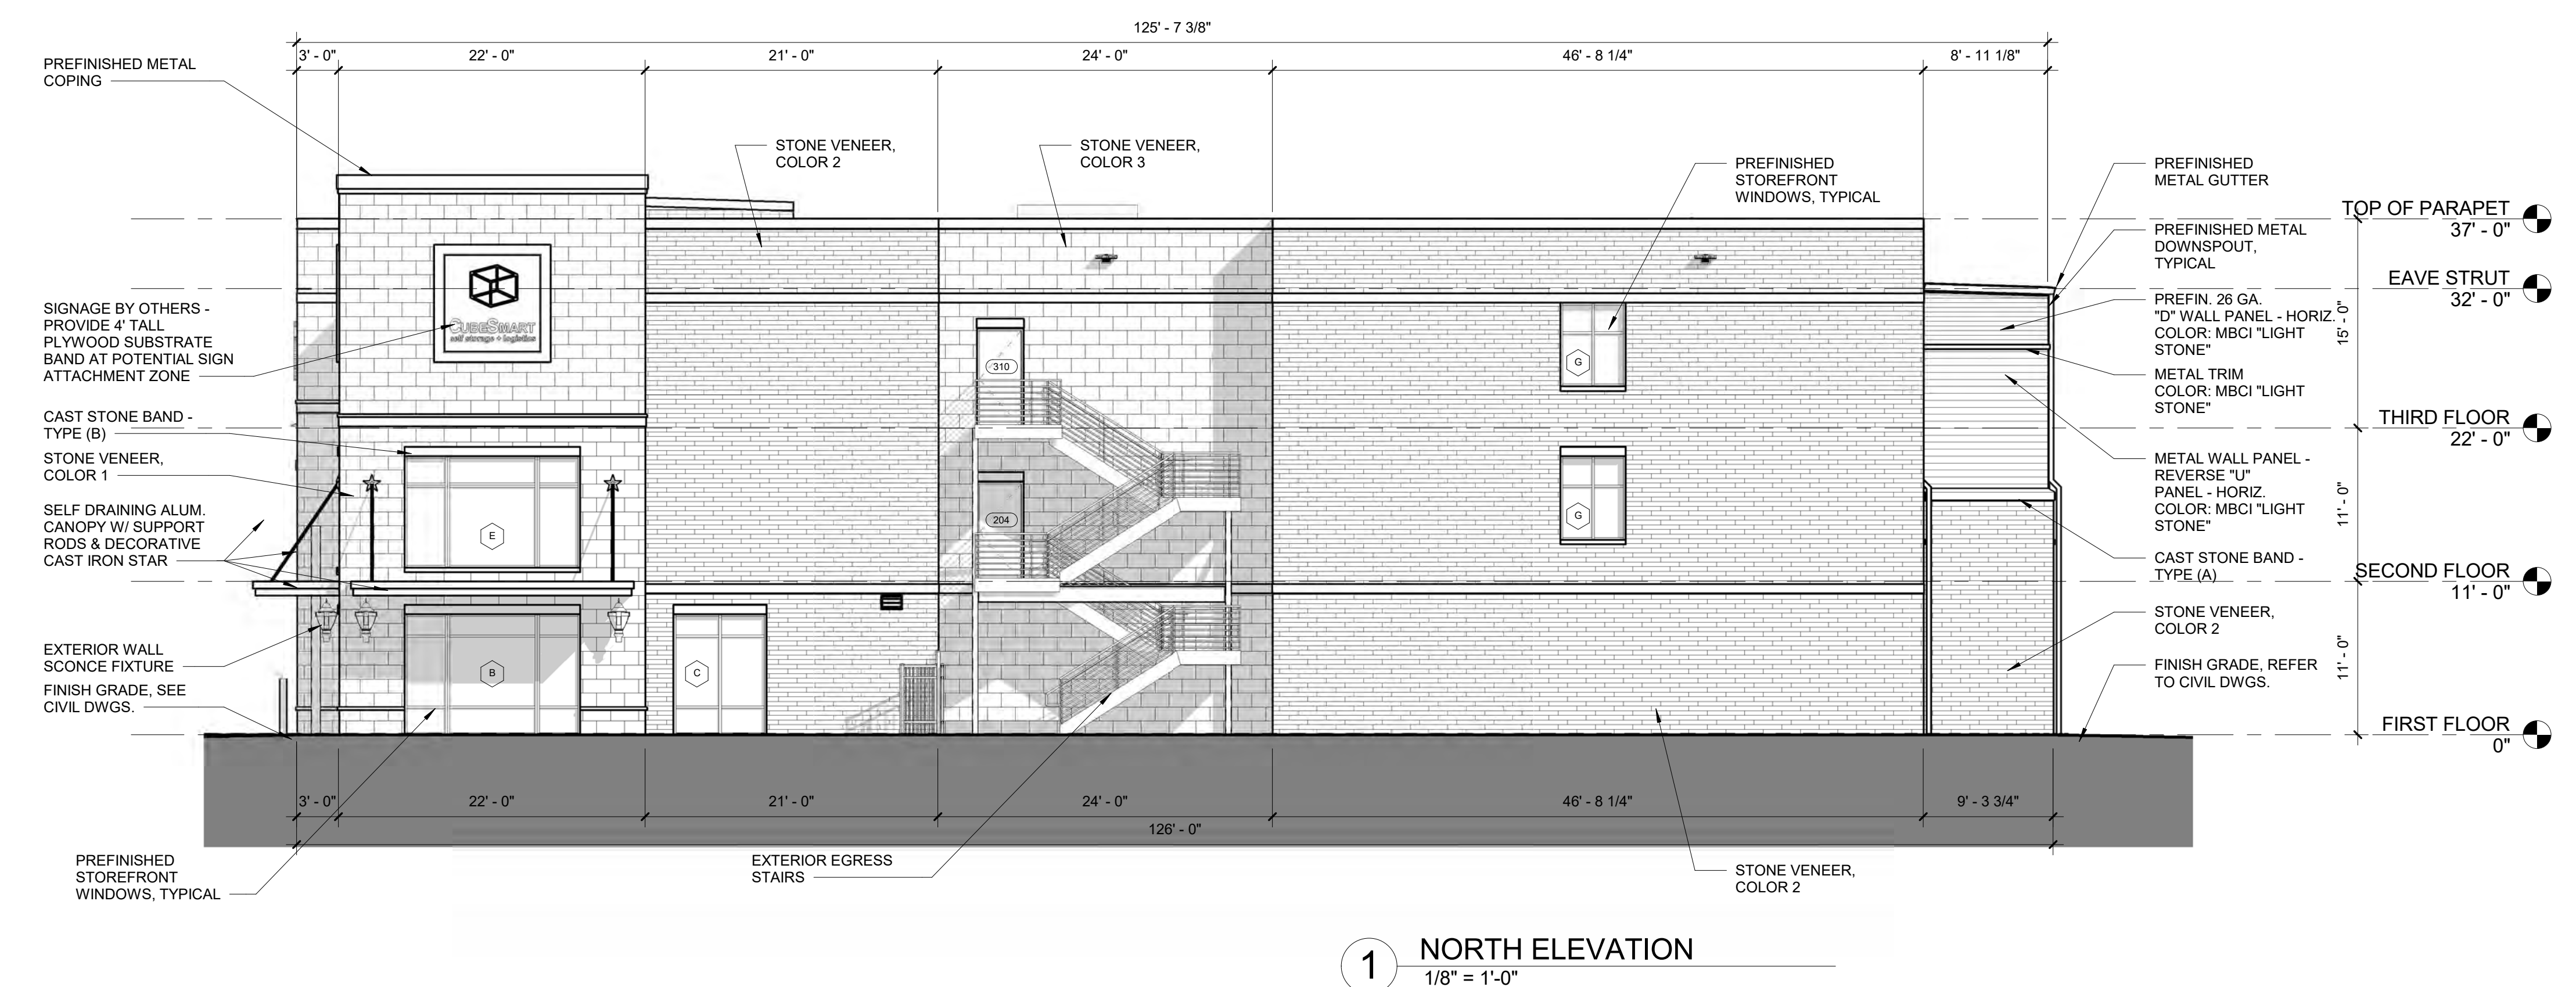 125' - 7 3/8"
3' - 0"
22' - 0"
21' - 0"
24' - 0"
46' - 8 1/4"
8' - 11 1/8"
PREFINISHED METAL
COPING
STONE VENEER,
COLOR 2
STONE VENEER,
COLOR 3
PREFINISHED
STOREFRONT
WINDOWS, TYPICAL
PREFINISHED
METAL GUTTER
TOP OF PARAPET
37' - 0"
PREFINISHED METAL
DOWNSPOUT,
TYPICAL
EAVE STRUT
32' - 0"
SIGNAGE BY OTHERS -
PROVIDE 4' TALL
PLYWOOD SUBSTRATE
BAND AT POTENTIAL SIGN
ATTACHMENT ZONE
CUBESMART
self storage + logistics
PREFIN. 26 GA.
"D" WALL PANEL - HORIZ.
COLOR: MBCI "LIGHT
STONE"
15' - 0"
310
G
METAL TRIM
COLOR: MBCI "LIGHT
STONE"
CAST STONE BAND -
TYPE (B)
THIRD FLOOR
22' - 0"
STONE VENEER,
COLOR 1
METAL WALL PANEL -
REVERSE "U"
PANEL - HORIZ.
COLOR: MBCI "LIGHT
STONE"
11' - 0"
SELF DRAINING ALUM.
CANOPY W/ SUPPORT
RODS & DECORATIVE
CAST IRON STAR
E
204
G
CAST STONE BAND -
TYPE (A)
SECOND FLOOR
11' - 0"
STONE VENEER,
COLOR 2
EXTERIOR WALL
SCONCE FIXTURE
B
C
FINISH GRADE, REFER
TO CIVIL DWGS.
11' - 0"
FINISH GRADE, SEE
CIVIL DWGS.
FIRST FLOOR
0"
3' - 0"
22' - 0"
21' - 0"
24' - 0"
46' - 8 1/4"
9' - 3 3/4"
126' - 0"
PREFINISHED
STOREFRONT
WINDOWS, TYPICAL
EXTERIOR EGRESS
STAIRS
STONE VENEER,
COLOR 2
1
NORTH ELEVATION
1/8" = 1'-0"